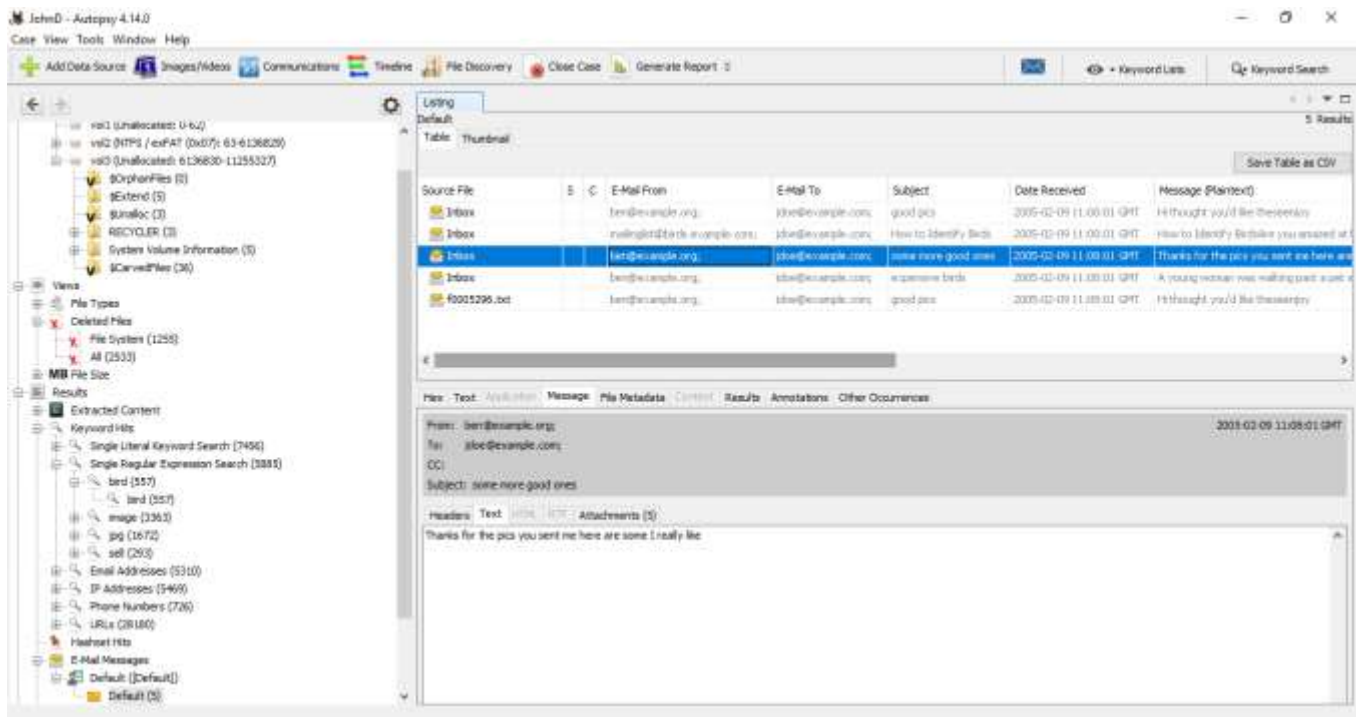 JohnD - Autopsy 4.14.0
Case View Tools Window Help
Add Data Source Images/Videos Communications Timeline File Discovery Close Case Generate Report Keyword Lists Keyword Search
vol1 (Unallocated: 0-62)
vol2 (NTFS / exFAT (0x07): 63-6136829)
vol3 (Unallocated: 6136830-11255327)
$OrphanFiles (0)
$Extend (5)
$Unalloc (3)
RECYCLER (3)
System Volume Information (5)
$CarvedFiles (36)
Views
File Types
Deleted Files
File System (1255)
All (2533)
MB File Size
Results
Extracted Content
Keyword Hits
Single Literal Keyword Search (7456)
Single Regular Expression Search
bird (557)
bird (557)
image (3363)
jpg (1672)
sell (293)
Email Addresses (5310)
IP Addresses (5469)
Phone Numbers (726)
URLs (28180)
Hashset Hits
E-Mail Messages
Default ([Default])
Default (5)
Listing
Default 5 Results
Table Thumbnail
Save Table as CSV
Source File S C E-Mail From E-Mail To Subject Date Received Message (Plaintext)
Inbox ben@example.org; jdoe@example.com; good pics 2005-02-09 11:08:01 GMT Hi thought you'd like these
Inbox jdoe@example.com; How to Identify Birds 2005-02-09 11:08:01 GMT How to Identify Birds you amazed at
Inbox ben@example.org; jdoe@example.com; some more good ones 2005-02-09 11:08:01 GMT Thanks for the pics you sent me here are
Inbox ben@example.org; jdoe@example.com; expensive birds 2005-02-09 11:08:01 GMT A young woman was walking past a pet
f0005296.txt ben@example.org; jdoe@example.com; good pics 2005-02-09 11:08:01 GMT Hi thought you'd like these
Hex Text Application Message File Metadata Context Results Annotations Other Occurrences
From: ben@example.org; 2005-02-09 11:08:01 GMT
To: jdoe@example.com;
CC:
Subject: some more good ones
Headers Text HTML RTF Attachments (5)
Thanks for the pics you sent me here are some I really like